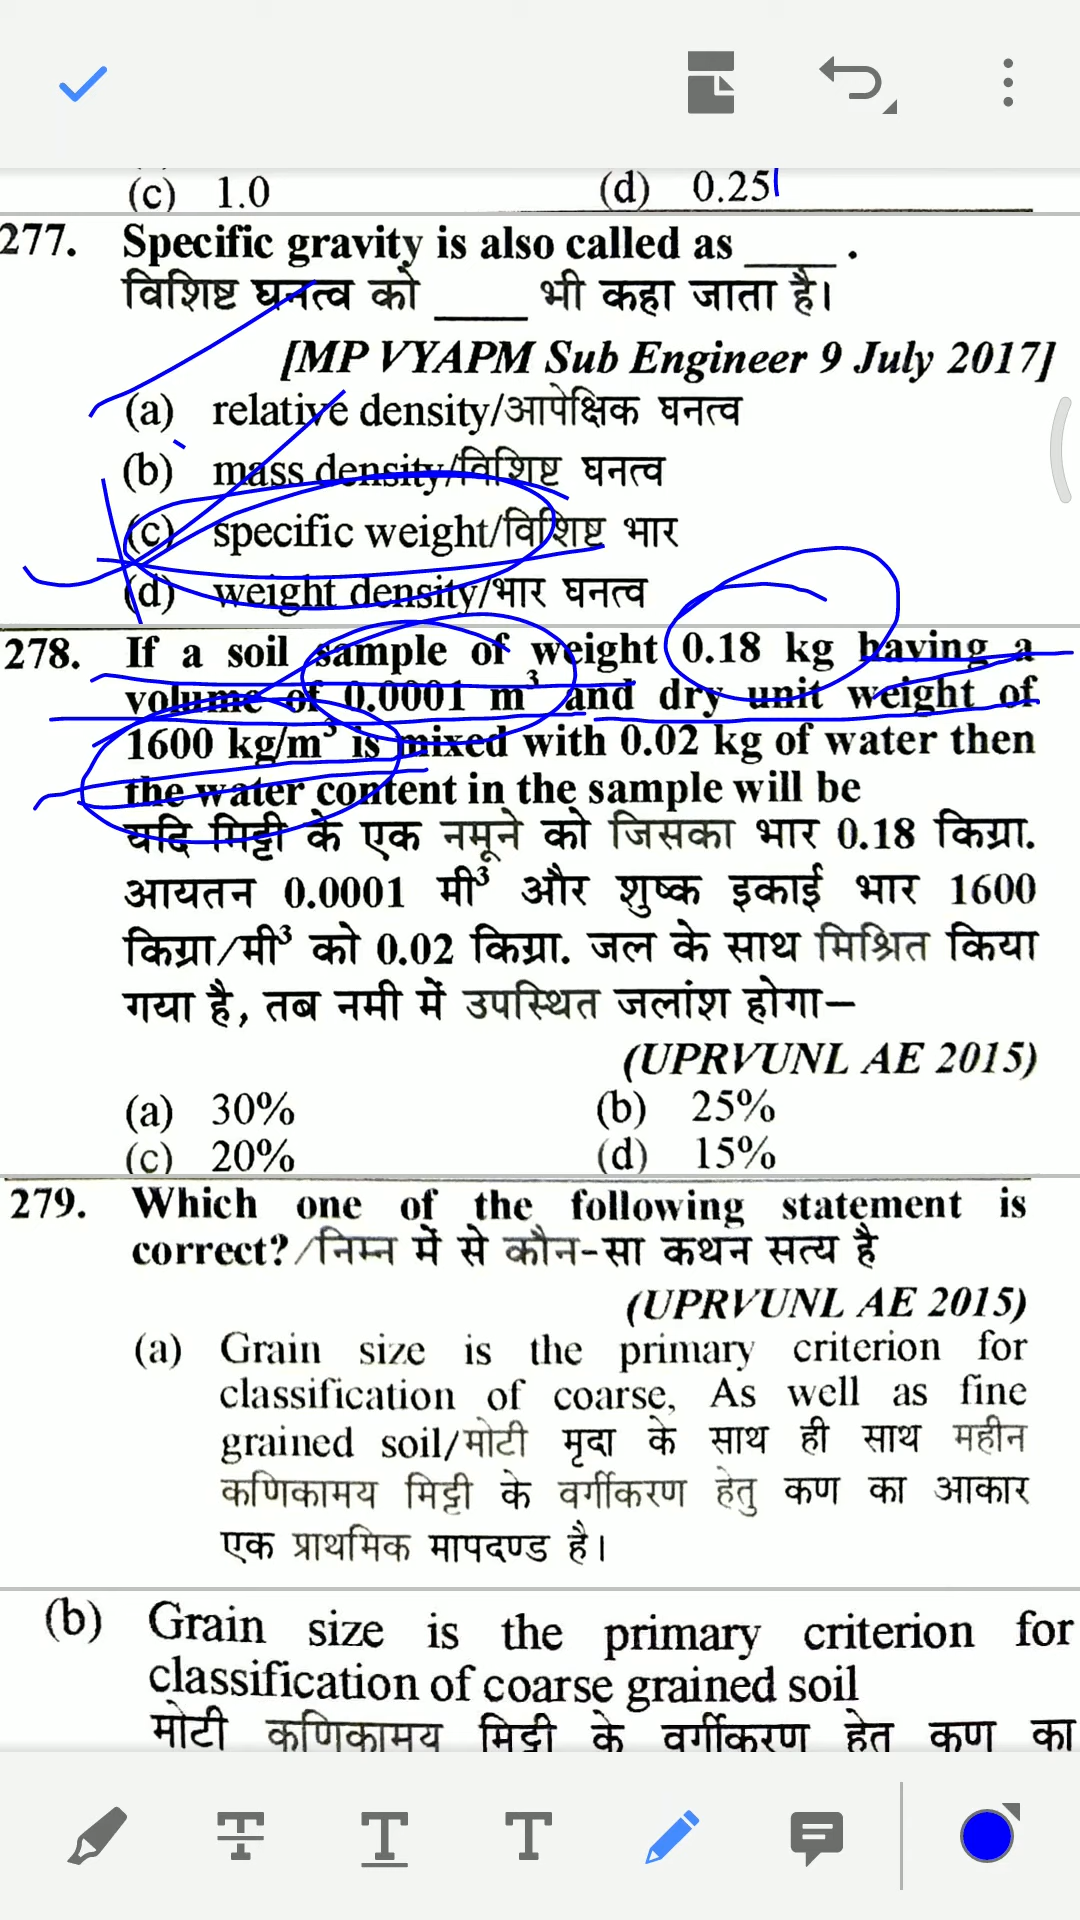 (c) 1.0 (d) 0.25
277. Specific gravity is also called as _____ .
विशिष्ट घनत्व को _____ भी कहा जाता है।
[MP VYAPM Sub Engineer 9 July 2017]
(a) relative density/आपेक्षिक घनत्व
(b) mass density/विशिष्ट घनत्व
(c) specific weight/विशिष्ट भार
(d) weight density/भार घनत्व
278. If a soil sample of weight 0.18 kg having a
volume of 0.0001 m³ and dry unit weight of
1600 kg/m³ is mixed with 0.02 kg of water then
the water content in the sample will be
यदि मिट्टी के एक नमूने को जिसका भार 0.18 किग्रा.
आयतन 0.0001 मी³ और शुष्क इकाई भार 1600
किग्रा/मी³ को 0.02 किग्रा. जल के साथ मिश्रित किया
गया है, तब नमी में उपस्थित जलांश होगा–
(UPRVUNL AE 2015)
(a) 30% (b) 25%
(c) 20% (d) 15%
279. Which one of the following statement is
correct?/निम्न में से कौन-सा कथन सत्य है
(UPRVUNL AE 2015)
(a) Grain size is the primary criterion for
classification of coarse, As well as fine
grained soil/मोटी मृदा के साथ ही साथ महीन
कणिकामय मिट्टी के वर्गीकरण हेतु कण का आकार
एक प्राथमिक मापदण्ड है।
(b) Grain size is the primary criterion for
classification of coarse grained soil
मोटी कणिकामय मिट्टी के वर्गीकरण हेतु कण का
T T T